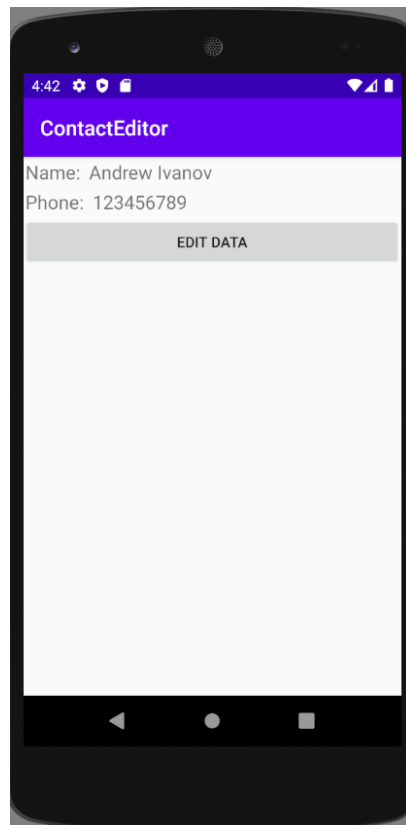 4:42
ContactEditor
Name: Andrew Ivanov
Phone: 123456789
EDIT DATA